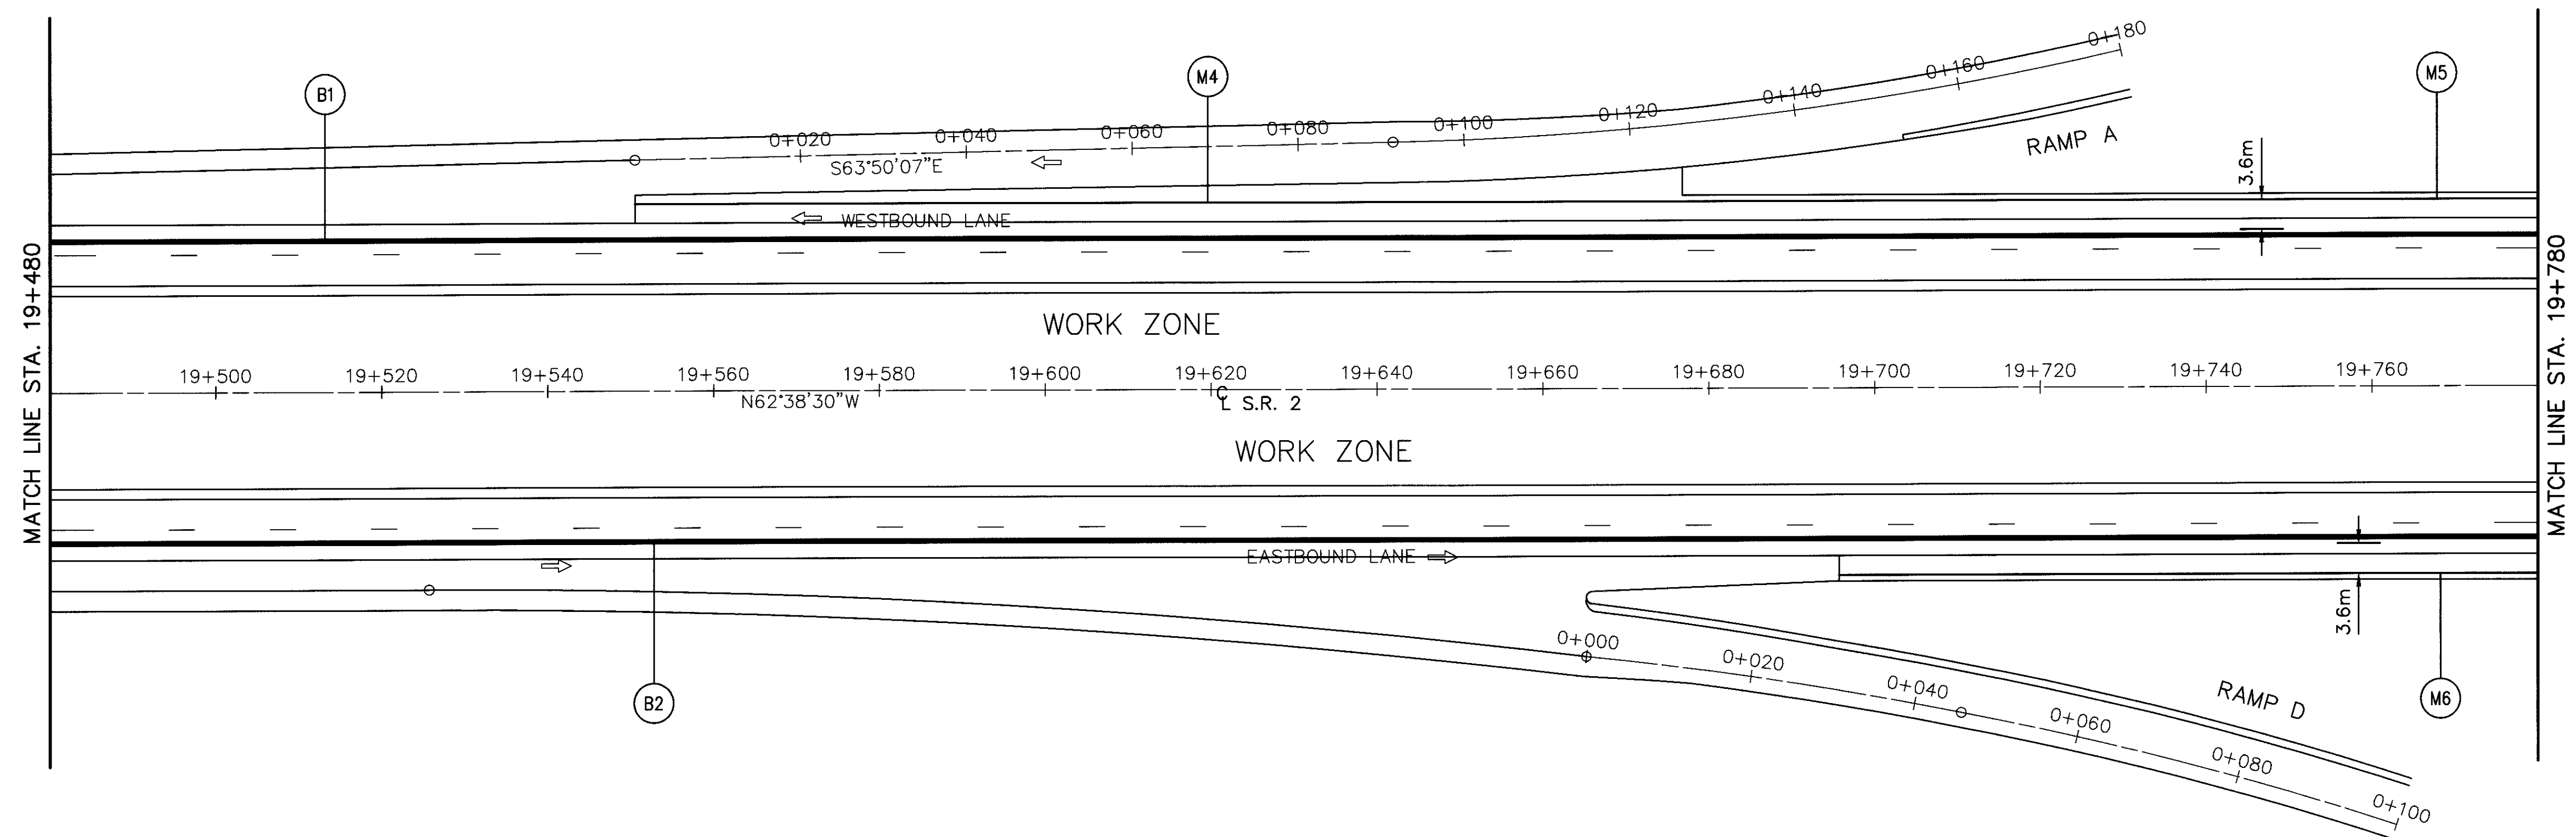 B1
M4
M5
0+020
0+040
0+060
0+080
0+100
0+120
0+140
0+160
0+180
S63°50'07"E
RAMP A
3.6m
WESTBOUND LANE
MATCH LINE STA. 19+480
MATCH LINE STA. 19+780
WORK ZONE
19+500
19+520
19+540
19+560
19+580
19+600
19+620
19+640
19+660
19+680
19+700
19+720
19+740
19+760
N62°38'30"W
CL S.R. 2
WORK ZONE
EASTBOUND LANE
3.6m
0+000
0+020
0+040
0+060
0+080
0+100
RAMP D
B2
M6